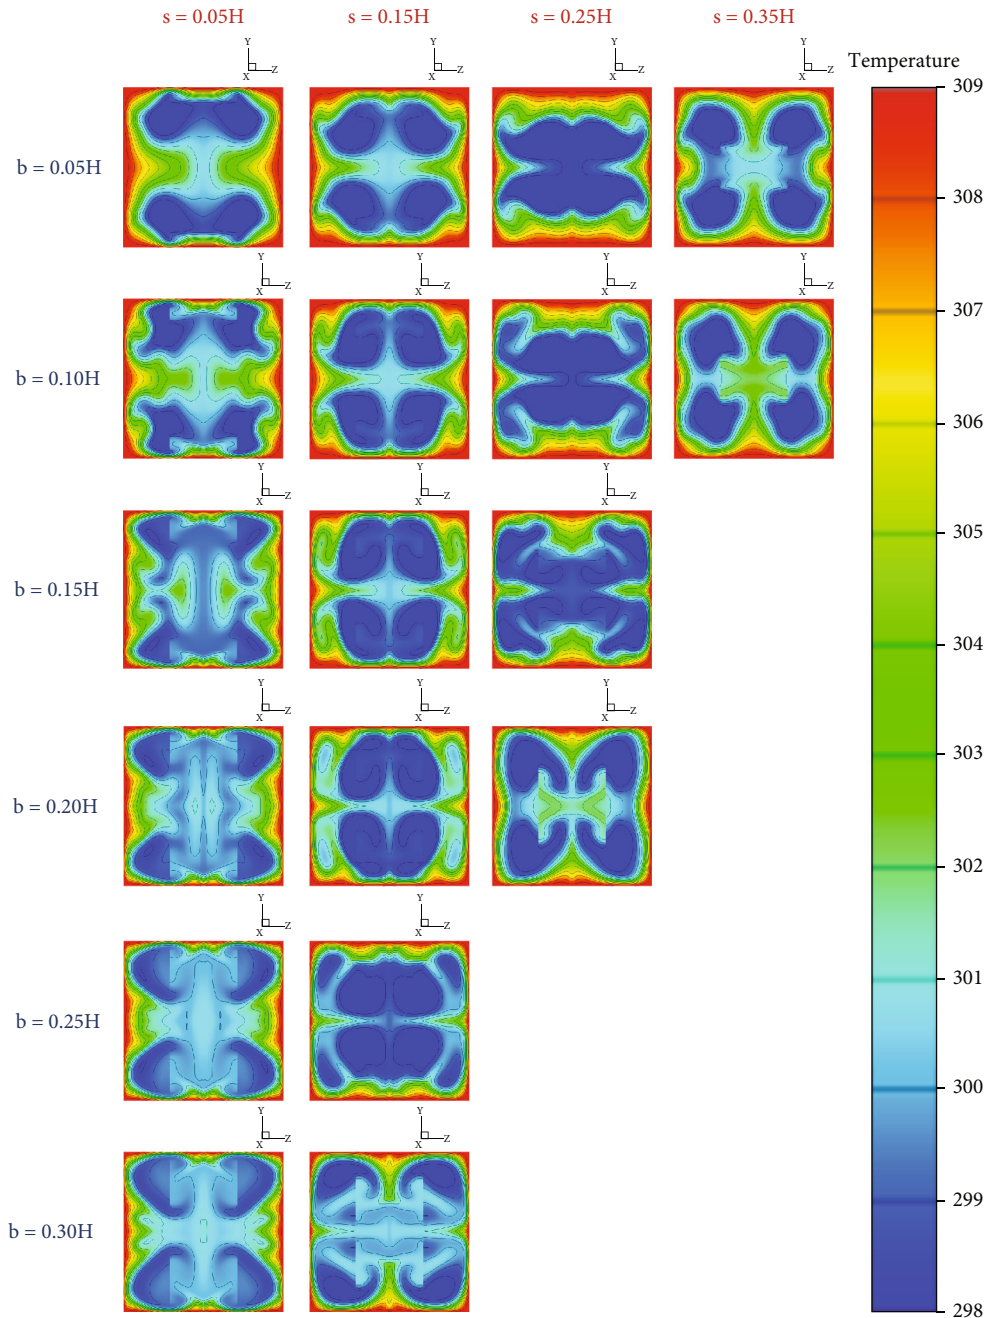 s = 0.05H s = 0.15H s = 0.25H s = 0.35H
Y Y Y Y
X Z X Z X Z X Z
Temperature
b = 0.05H
Y Y Y Y
X Z X Z X Z X Z
b = 0.10H
Y Y Y
X Z X Z X Z
b = 0.15H
Y Y Y
X Z X Z X Z
b = 0.20H
Y Y
X Z X Z
b = 0.25H
Y Y
X Z X Z
b = 0.30H
309
308
307
306
305
304
303
302
301
300
299
298